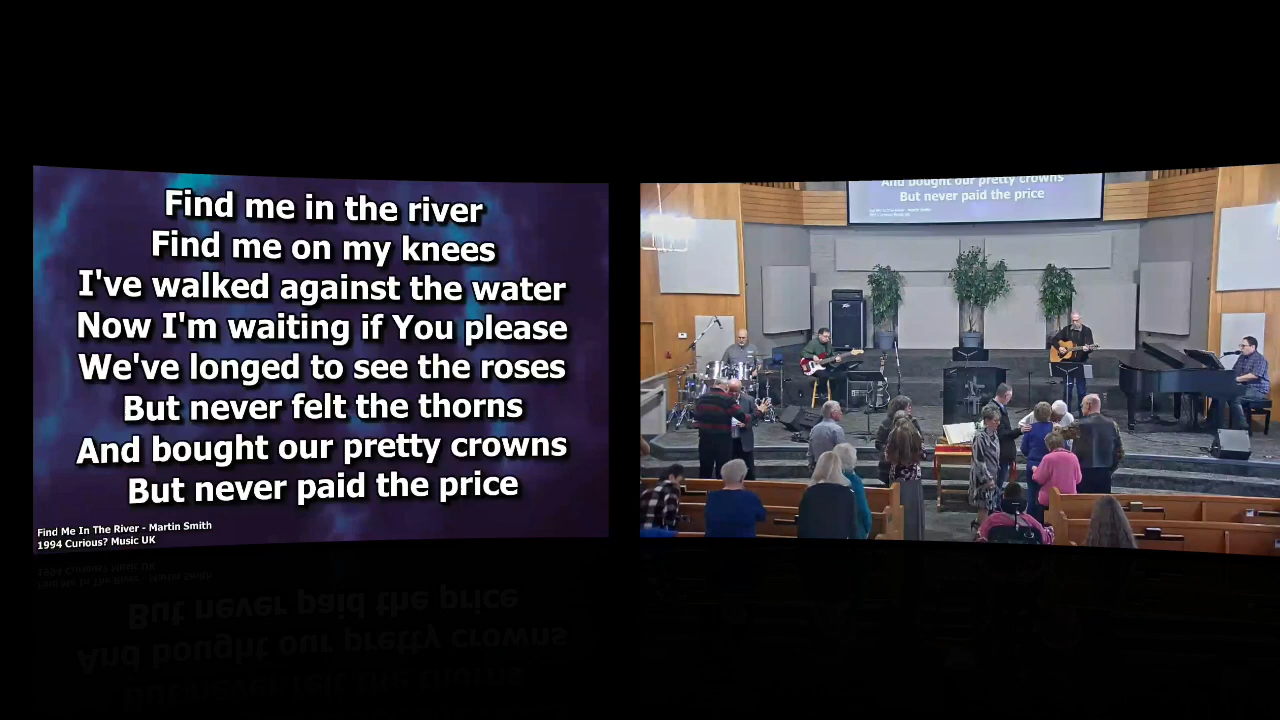 Find me in the river
Find me on my knees
I've walked against the water
Now I'm waiting if You please
We've longed to see the roses
But never felt the thorns
And bought our pretty crowns
But never paid the price
Find Me In The River - Martin Smith
1994 Curious? Music UK
And bought our pretty crowns
But never paid the price